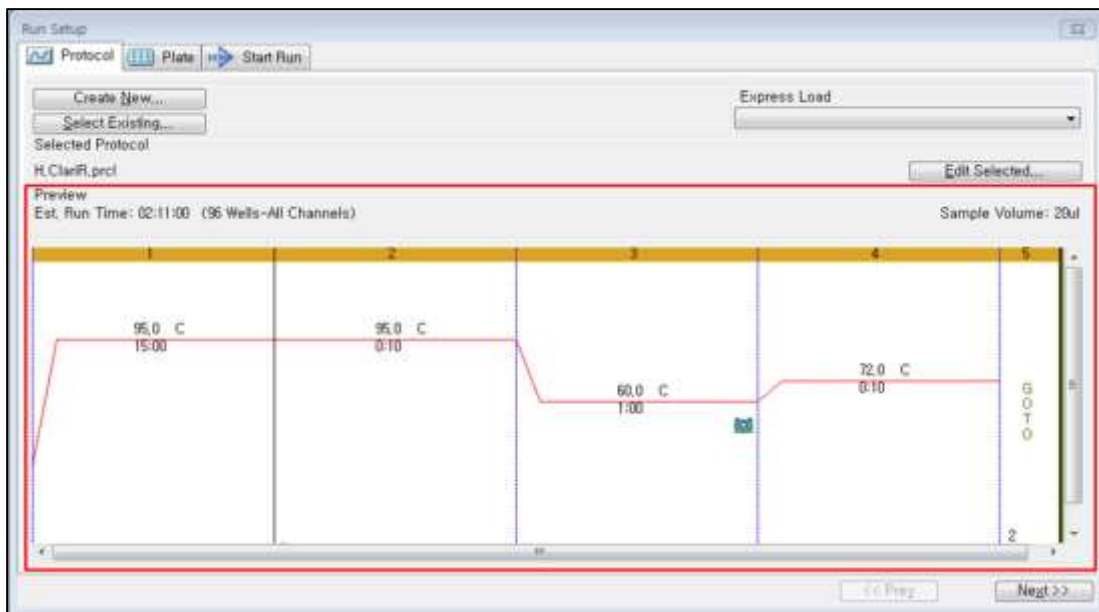 Run Setup
Protocol Plate Start Run
Create New...
Express Load
Select Existing...
Selected Protocol
H.ClariR.prcl
Edit Selected...
Preview
Est. Run Time: 02:11:00 (96 Wells-All Channels)
Sample Volume: 20ul
1 2 3 4 5
95.0 C
15:00
95.0 C
0:10
60.0 C
1:00
72.0 C
0:10
G
O
T
O
2
<< Prev
Next >>